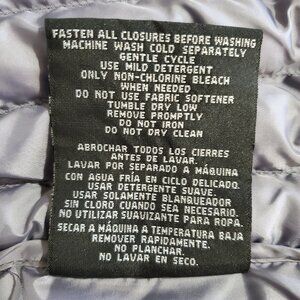 FASTEN ALL CLOSURES BEFORE WASHING
MACHINE WASH COLD SEPARATELY
GENTLE CYCLE
USE MILD DETERGENT
ONLY NON-CHLORINE BLEACH
WHEN NEEDED
DO NOT USE FABRIC SOFTENER
TUMBLE DRY LOW
REMOVE PROMPTLY
DO NOT IRON
DO NOT DRY CLEAN
ABROCHAR TODOS LOS CIERRES
ANTES DE LAVAR.
LAVAR POR SEPARADO A MÁQUINA
CON AGUA FRIA EN CICLO DELICADO.
USAR DETERGENTE SUAVE.
USAR SOLAMENTE BLANQUEADOR
SIN CLORO CUANDO SEA NECESARIO.
NO UTILIZAR SUAVIZANTE PARA ROPA.
SECAR A MÁQUINA A TEMPERATURA BAJA
REMOVER RAPIDAMENTE.
NO PLANCHAR.
NO LAVAR EN SECO.